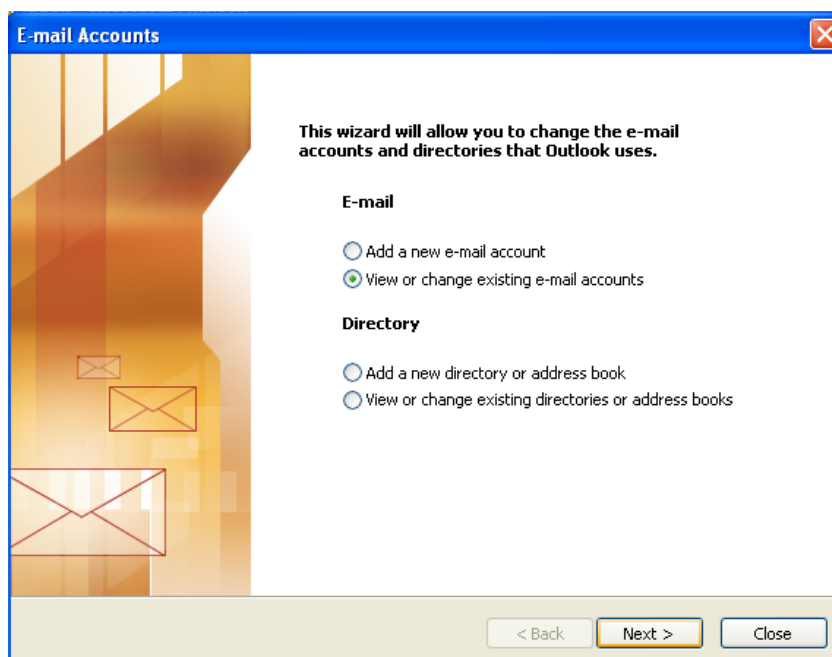 E-mail Accounts
This wizard will allow you to change the e-mail
accounts and directories that Outlook uses.
E-mail
Add a new e-mail account
View or change existing e-mail accounts
Directory
Add a new directory or address book
View or change existing directories or address books
< Back
Next >
Close